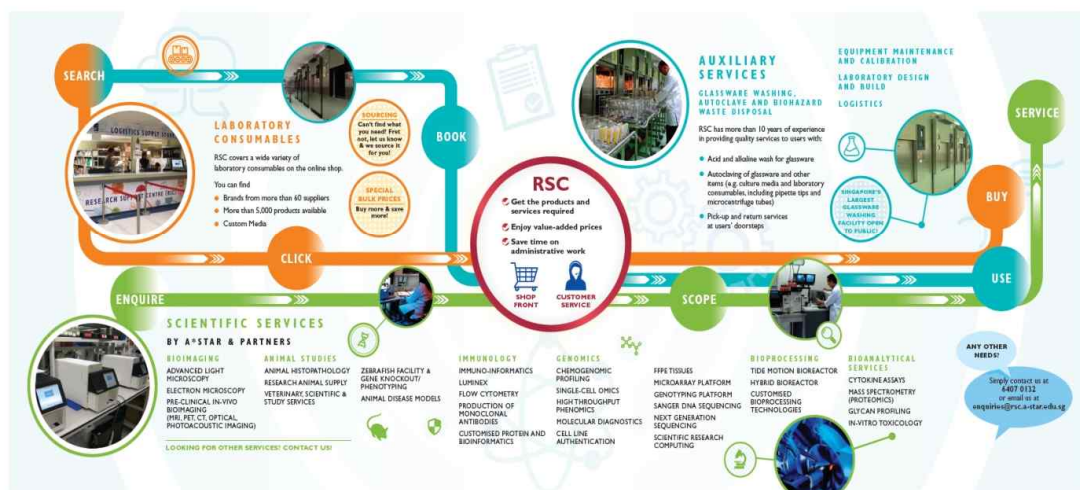 SEARCH
LOGISTICS SUPPLY STORE
RESEARCH SUPPORT CENTRE
LABORATORY
CONSUMABLES
RSC covers a wide variety of
laboratory consumables on the online shop.
You can find
Brands from more than 60 suppliers
More than 5,000 products available
Custom Media
SOURCING
Can't find what
you need? Fret
not, let us know
& we source it
for you!
SPECIAL
BULK PRICES
Buy more & save
more!
BOOK
CLICK
RSC
Get the products and
services required
Enjoy value-added prices
Save time on
administrative work
SHOP
FRONT
CUSTOMER
SERVICE
AUXILIARY
SERVICES
GLASSWARE WASHING,
AUTOCLAVE AND BIOHAZARD
WASTE DISPOSAL
RSC has more than 10 years of experience
in providing quality services to users with:
Acid and alkaline wash for glassware
Autoclaving of glassware and other
items (e.g. culture media and laboratory
consumables, including pipette tips and
microcentrifuge tubes)
Pick-up and return services
at users' doorsteps
EQUIPMENT MAINTENANCE
AND CALIBRATION
LABORATORY DESIGN
AND BUILD
LOGISTICS
SINGAPORE'S
LARGEST
GLASSWARE
WASHING
FACILITY OPEN
TO PUBLIC!
SERVICE
BUY
USE
ENQUIRE
SCOPE
SCIENTIFIC SERVICES
BY A*STAR & PARTNERS
BIOIMAGING
ADVANCED LIGHT
MICROSCOPY
ELECTRON MICROSCOPY
PRE-CLINICAL IN-VIVO
BIOIMAGING
(MRI, PET, CT, OPTICAL,
PHOTOACOUSTIC IMAGING)
ANIMAL STUDIES
ANIMAL HISTOPATHOLOGY
RESEARCH ANIMAL SUPPLY
VETERINARY, SCIENTIFIC &
STUDY SERVICES
ZEBRAFISH FACILITY &
GENE KNOCKOUT/
PHENOTYPING
ANIMAL DISEASE MODELS
LOOKING FOR OTHER SERVICES? CONTACT US!
IMMUNOLOGY
IMMUNO-INFORMATICS
LUMINEX
FLOW CYTOMETRY
PRODUCTION OF
MONOCLONAL
ANTIBODIES
CUSTOMISED PROTEIN AND
BIOINFORMATICS
GENOMICS
CHEMOGENOMIC
PROFILING
SINGLE-CELL OMICS
HIGH THROUGHPUT
PHENOMICS
MOLECULAR DIAGNOSTICS
CELL LINE
AUTHENTICATION
FFPE TISSUES
MICROARRAY PLATFORM
GENOTYPING PLATFORM
SANGER DNA SEQUENCING
NEXT GENERATION
SEQUENCING
SCIENTIFIC RESEARCH
COMPUTING
BIOPROCESSING
TIDE MOTION BIOREACTOR
HYBRID BIOREACTOR
CUSTOMISED
BIOPROCESSING
TECHNOLOGIES
BIOANALYTICAL
SERVICES
CYTOKINE ASSAYS
MASS SPECTROMETRY
(PROTEOMICS)
GLYCAN PROFILING
IN-VITRO TOXICOLOGY
ANY OTHER
NEEDS?
Simply contact us at
6407 0132
or email us at
enquiries@rsc.a-star.edu.sg